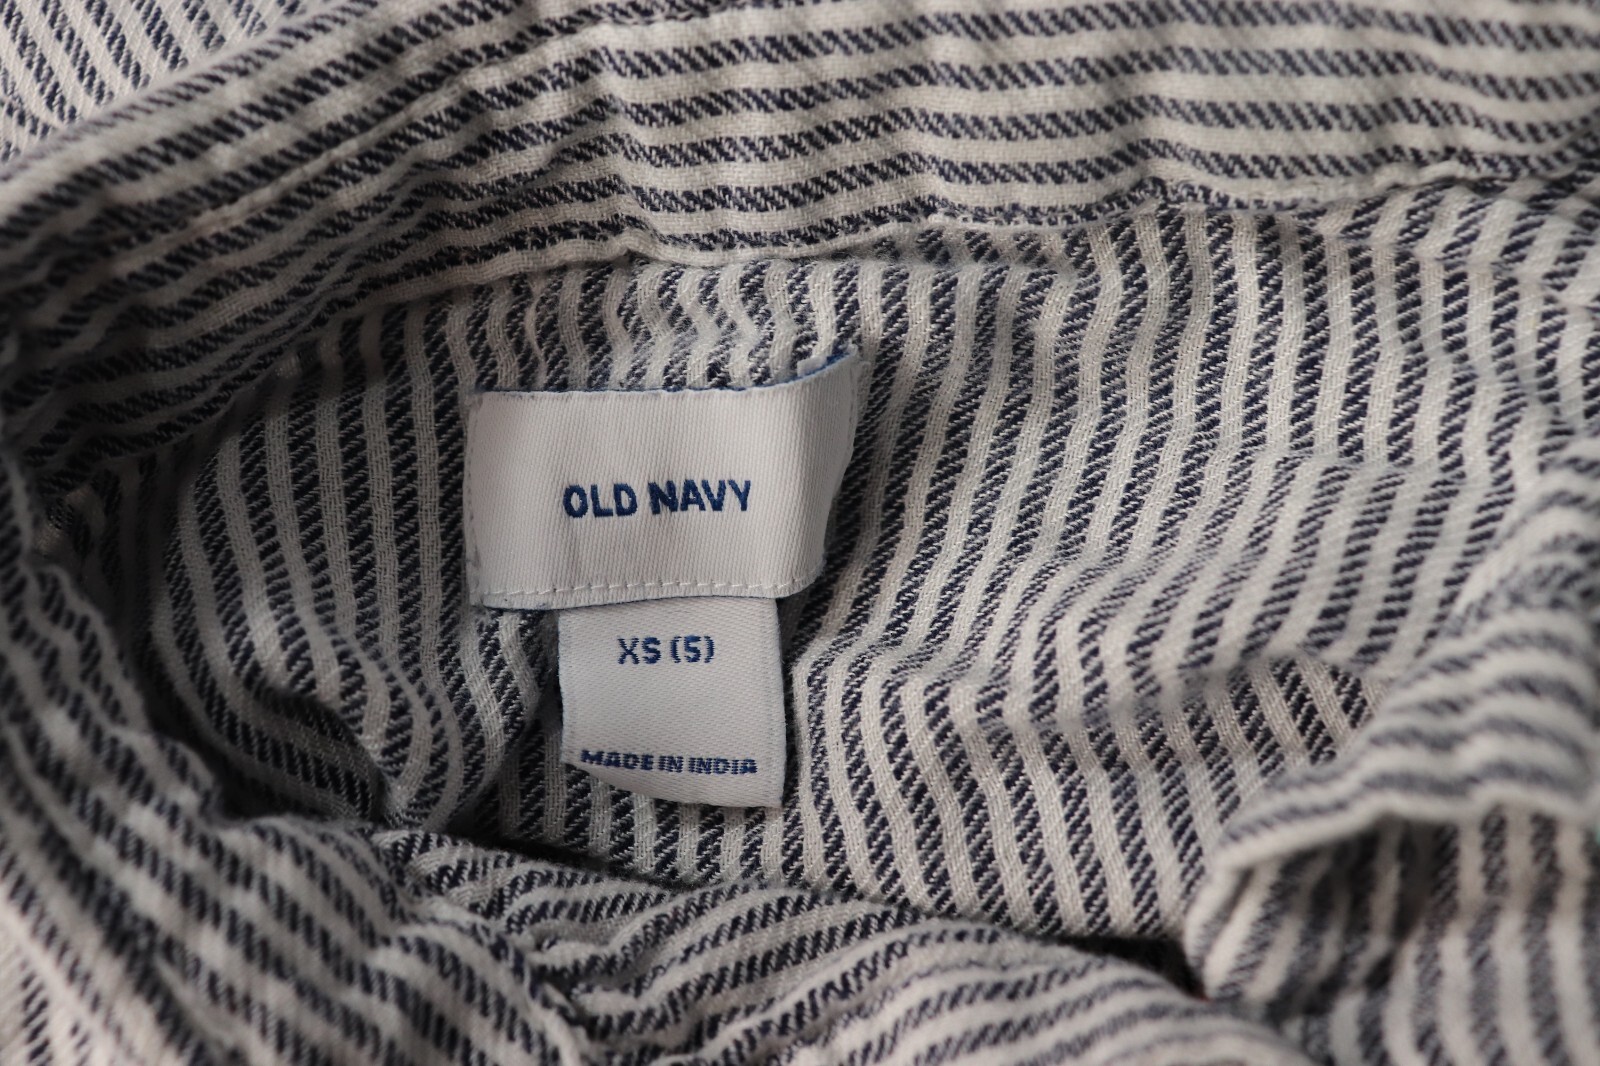 OLD NAVY
XS (5)
MADE IN INDIA